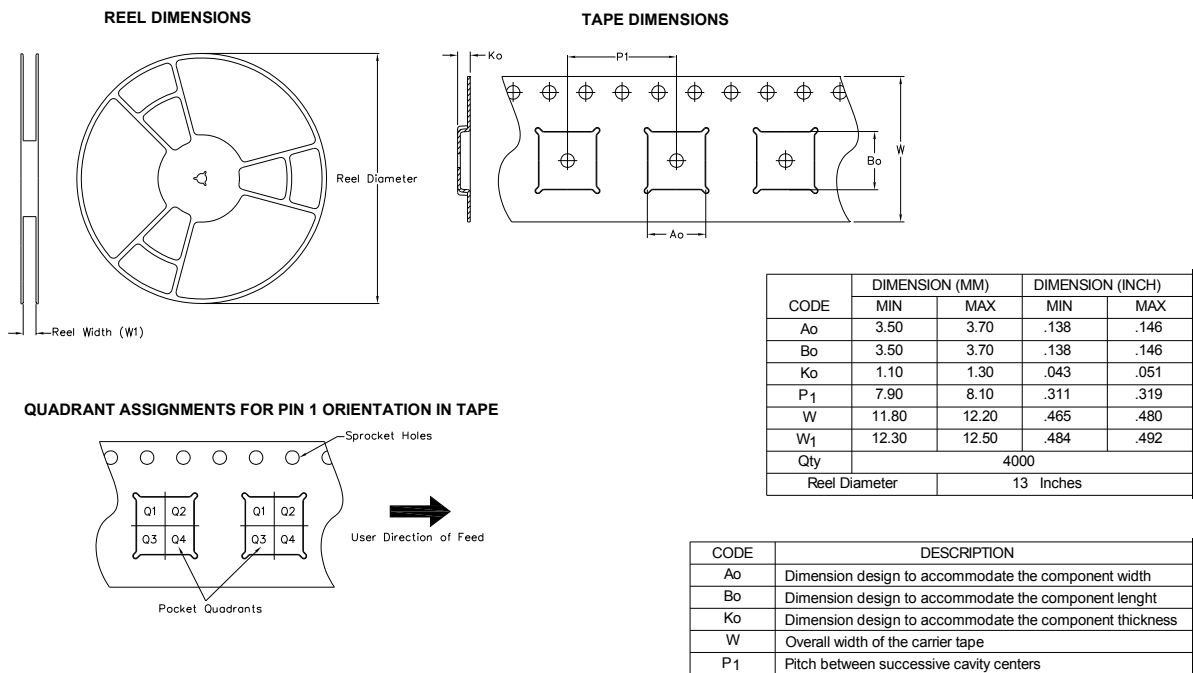 REEL DIMENSIONS
TAPE DIMENSIONS
Ko
P1
Reel Diameter
W
Bo
Ao
Reel Width (W1)
CODE DIMENSION (MM) DIMENSION (INCH)
MIN MAX MIN MAX
Ao 3.50 3.70 .138 .146
Bo 3.50 3.70 .138 .146
Ko 1.10 1.30 .043 .051
P1 7.90 8.10 .311 .319
W 11.80 12.20 .465 .480
W1 12.30 12.50 .484 .492
Qty 4000
Reel Diameter 13 Inches
QUADRANT ASSIGNMENTS FOR PIN 1 ORIENTATION IN TAPE
Sprocket Holes
Q1 Q2 Q1 Q2
Q3 Q4 Q3 Q4
User Direction of Feed
Pocket Quadrants
CODE DESCRIPTION
Ao Dimension design to accommodate the component width
Bo Dimension design to accommodate the component lenght
Ko Dimension design to accommodate the component thickness
W Overall width of the carrier tape
P1 Pitch between successive cavity centers